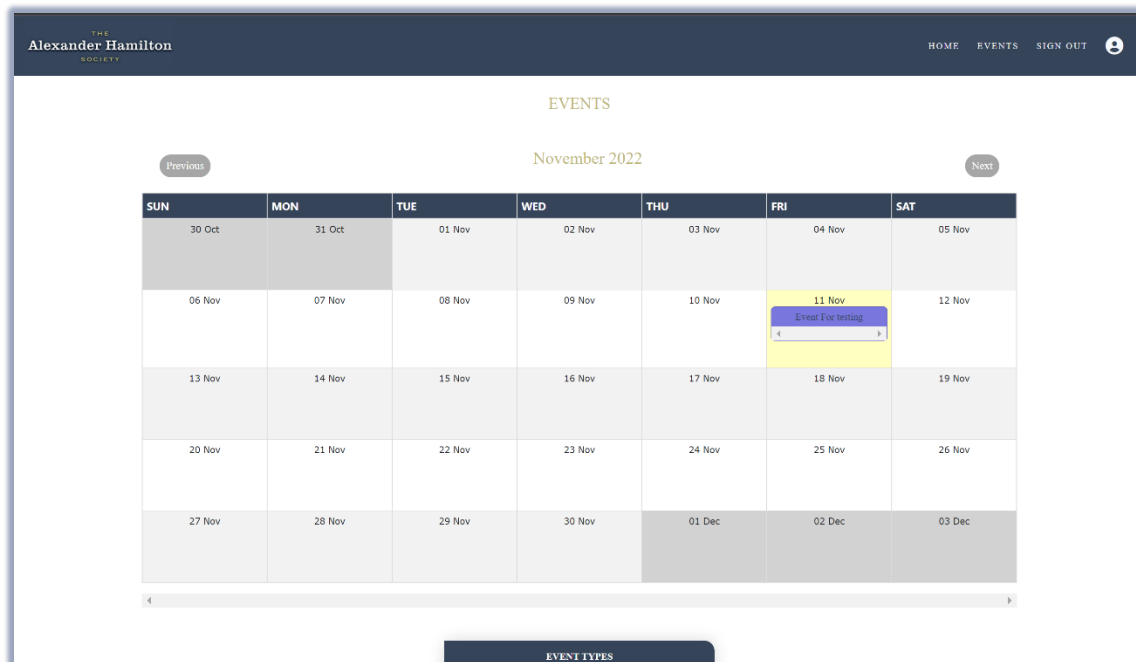 THE
Alexander Hamilton
SOCIETY
HOME EVENTS SIGN OUT
EVENTS
Previous November 2022 Next
SUN MON TUE WED THU FRI SAT
30 Oct 31 Oct 01 Nov 02 Nov 03 Nov 04 Nov 05 Nov
06 Nov 07 Nov 08 Nov 09 Nov 10 Nov 11 Nov 12 Nov
Event For testing
13 Nov 14 Nov 15 Nov 16 Nov 17 Nov 18 Nov 19 Nov
20 Nov 21 Nov 22 Nov 23 Nov 24 Nov 25 Nov 26 Nov
27 Nov 28 Nov 29 Nov 30 Nov 01 Dec 02 Dec 03 Dec
EVENT TYPES